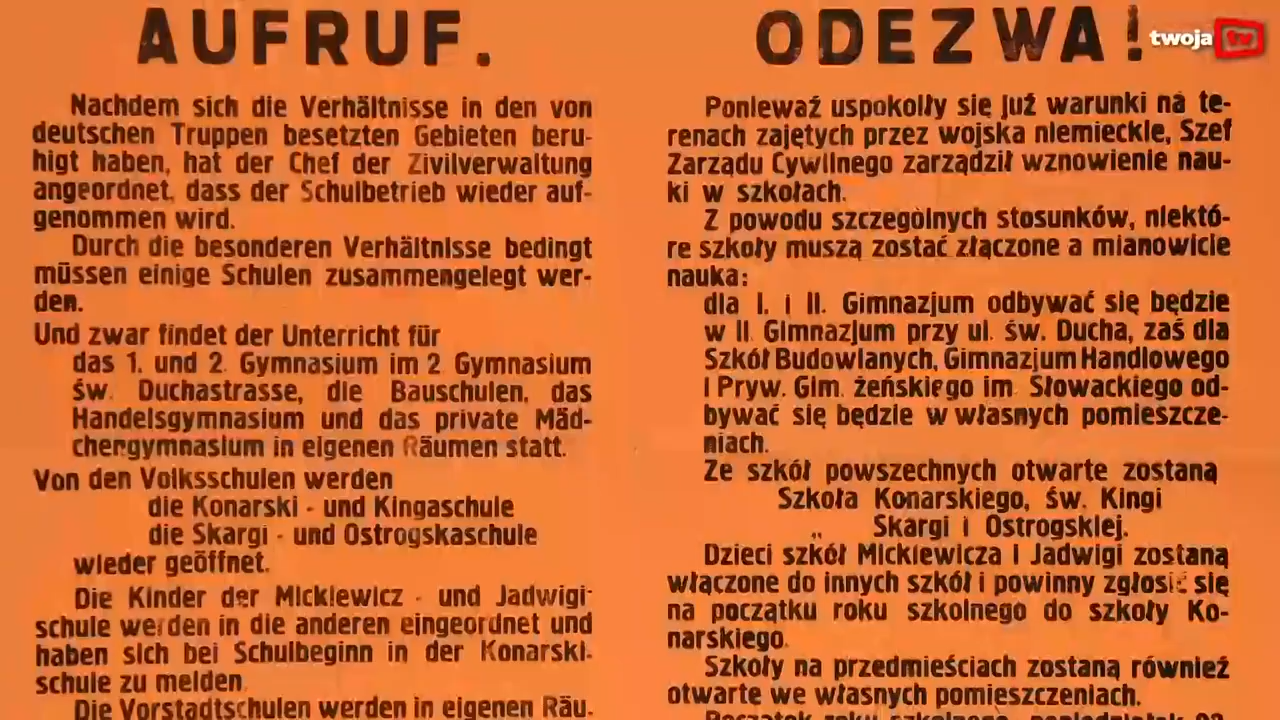 AUFRUF.
Nachdem sich die Verhältnisse in den von
deutschen Truppen besetzten Gebieten beru-
higt haben, hat der Chef der Zivilverwaltung
angeordnet, dass der Schulbetrieb wieder auf-
genommen wird.
Durch die besonderen Verhältnisse bedingt
müssen einige Schulen zusammengelegt wer-
den.
Und zwar findet der Unterricht für
das 1. und 2. Gymnasium im 2. Gymnasium
św. Duchastrasse, die Bauschulen, das
Handelsgymnasium und das private Mäd-
chengymnasium in eigenen Räumen statt.
Von den Volksschulen werden
die Konarski - und Kingaschule
die Skargi - und Ostrogskaschule
wieder geöffnet.
Die Kinder der Mickiewicz - und Jadwigi-
schule werden in die anderen eingeordnet und
haben sich bei Schulbeginn in der Konarski-
schule zu melden.
Die Vorstadtschulen werden in eigenen Räu-
ODEZWA!
Ponieważ uspokoiły się już warunki na te-
renach zajętych przez wojska niemieckie, Szef
Zarządu Cywilnego zarządził wznowienie nau-
ki w szkołach.
Z powodu szczególnych stosunków, niektó-
re szkoły muszą zostać złączone a mianowicie
nauka:
dla I. i II. Gimnazjum odbywać się będzie
w II. Gimnazjum przy ul. św. Ducha, zaś dla
Szkół Budowlanych, Gimnazjum Handlowego
i Pryw. Gim. żeńskiego im. Słowackiego od-
bywać się będzie w własnych pomieszcze-
niach.
Ze szkół powszechnych otwarte zostaną
Szkoła Konarskiego, św. Kingi
„ Skargi i Ostrogskiej.
Dzieci szkół Mickiewicza i Jadwigi zostaną
włączone do innych szkół i powinny zgłosić się
na początku roku szkolnego do szkoły Ko-
narskiego.
Szkoły na przedmieściach zostaną również
otwarte we własnych pomieszczeniach.
Początek roku szkolnego, poniedziałek
twoja tv